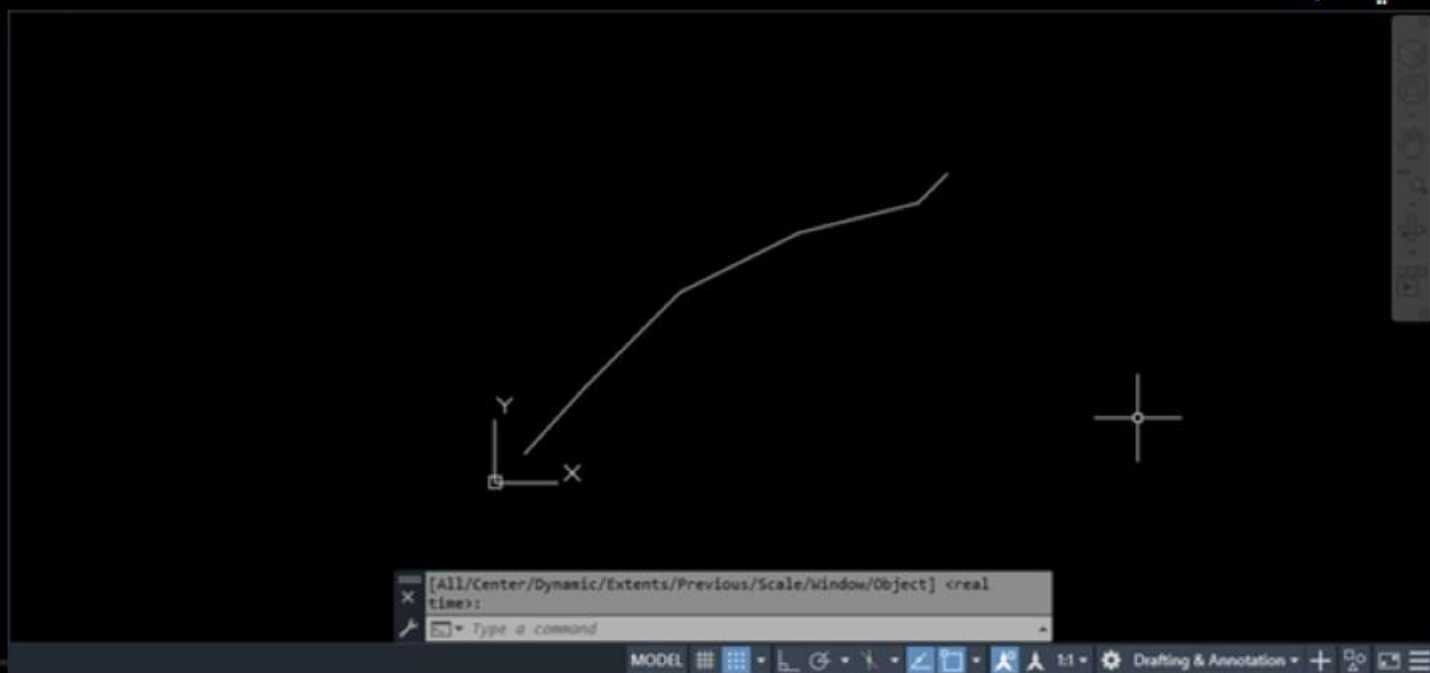 Y
X
[All/Center/Dynamic/Extents/Previous/Scale/Window/Object] <real
time>:
Type a command
MODEL 1:1 Drafting & Annotation